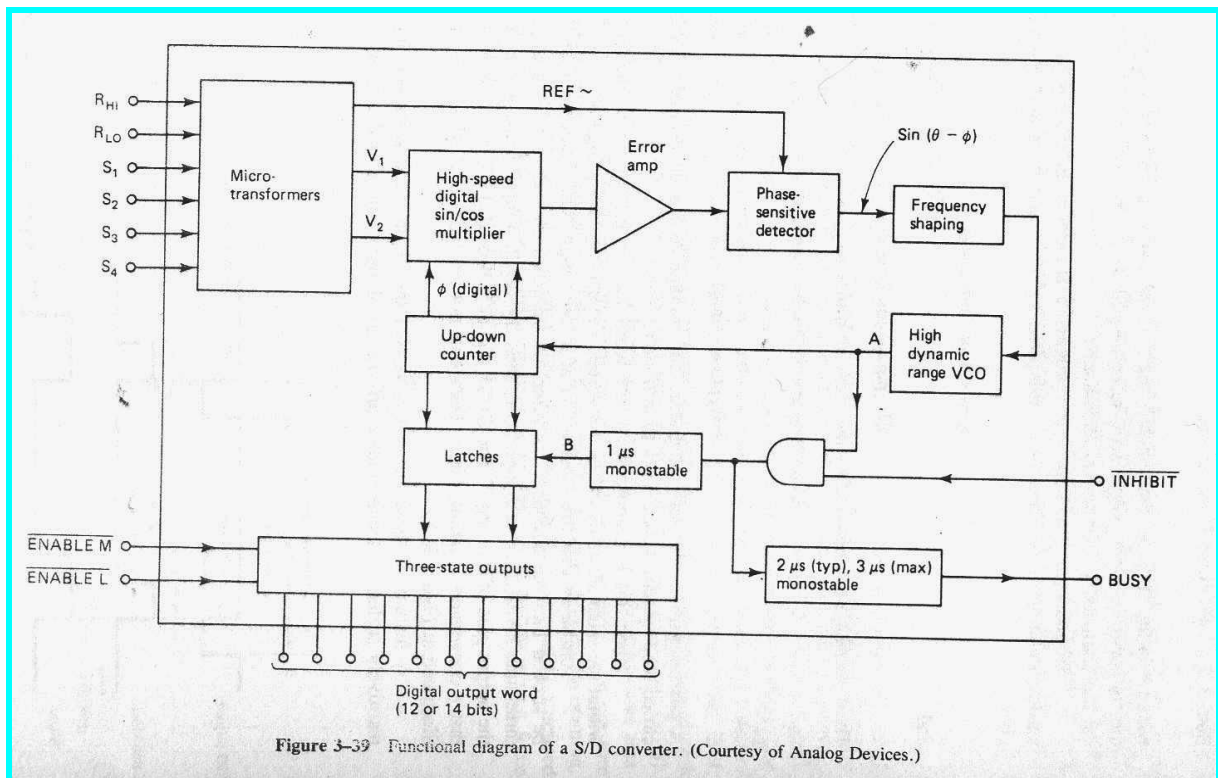 REF ~
Sin (θ − ϕ)
R_HI
R_LO
S₁
S₂
S₃
S₄
Micro-
transformers
V₁
V₂
High-speed
digital
sin/cos
multiplier
Error
amp
Phase-
sensitive
detector
Frequency
shaping
ϕ (digital)
Up-down
counter
A
High
dynamic
range VCO
Latches
B
1 μs
monostable
INHIBIT
ENABLE M
ENABLE L
Three-state outputs
2 μs (typ), 3 μs (max)
monostable
BUSY
Digital output word
(12 or 14 bits)
Figure 3–39 Functional diagram of a S/D converter. (Courtesy of Analog Devices.)